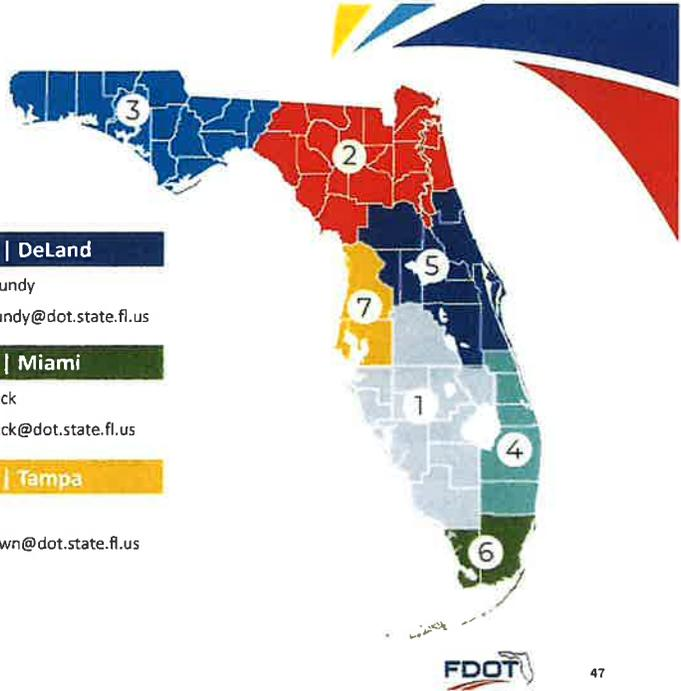 3
2
| DeLand
undy
5
undy@dot.state.fl.us
7
| Miami
ck
1
ck@dot.state.fl.us
4
| Tampa
wn@dot.state.fl.us
6
FDOT
47